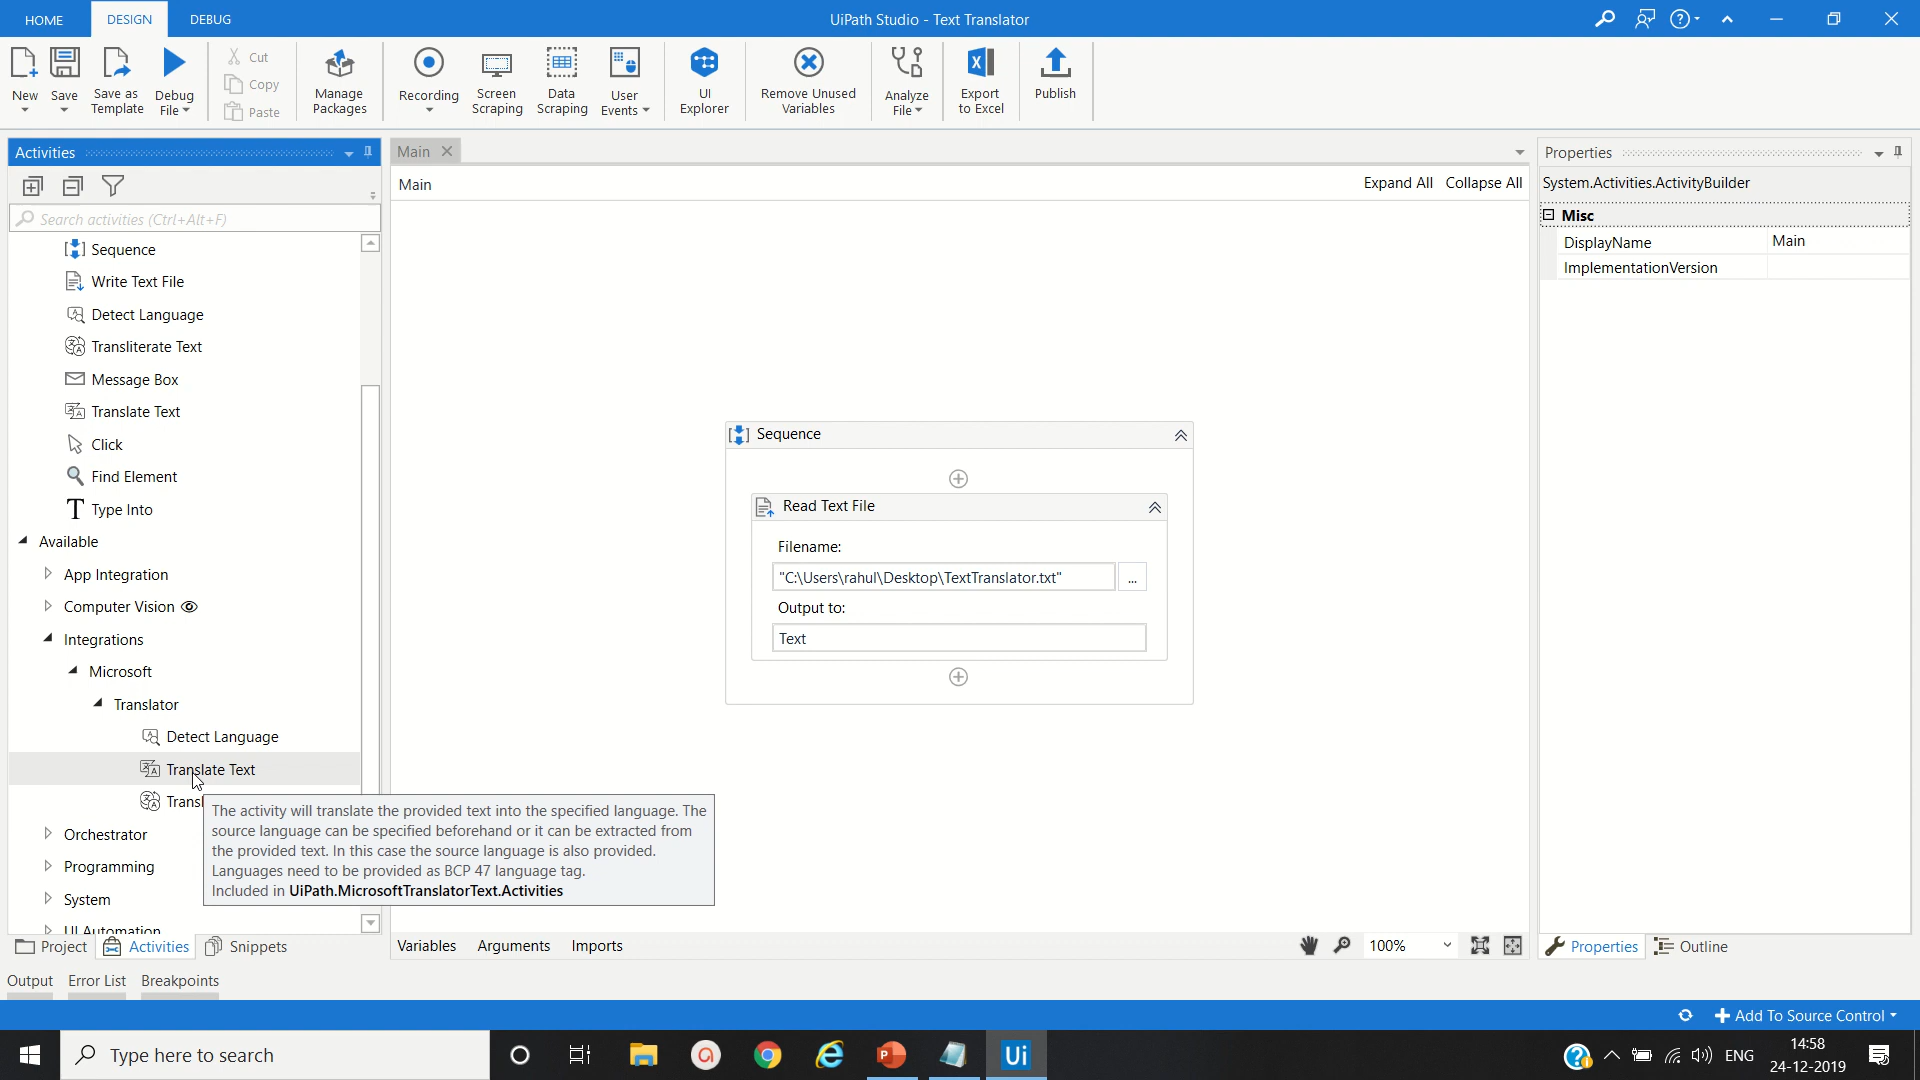 HOME
DESIGN
DEBUG
UiPath Studio - Text Translator
New
Save
Save as Template
Debug File
Cut
Copy
Paste
Manage Packages
Recording
Screen Scraping
Data Scraping
User Events
UI Explorer
Remove Unused Variables
Analyze File
Export to Excel
Publish
Activities
Search activities (Ctrl+Alt+F)
Sequence
Write Text File
Detect Language
Transliterate Text
Message Box
Translate Text
Click
Find Element
Type Into
Available
App Integration
Computer Vision
Integrations
Microsoft
Translator
Detect Language
Translate Text
Transl
The activity will translate the provided text into the specified language. The
source language can be specified beforehand or it can be extracted from
the provided text. In this case the source language is also provided.
Languages need to be provided as BCP 47 language tag.
Included in UiPath.MicrosoftTranslatorText.Activities
Orchestrator
Programming
System
UI Automation
Project
Activities
Snippets
Main
Main
Expand All
Collapse All
Sequence
Read Text File
Filename:
"C:\Users\rahul\Desktop\TextTranslator.txt"
...
Output to:
Text
Variables
Arguments
Imports
100%
Properties
System.Activities.ActivityBuilder
Misc
DisplayName
Main
ImplementationVersion
Properties
Outline
Output
Error List
Breakpoints
Add To Source Control
Type here to search
Ui
ENG
14:58
24-12-2019